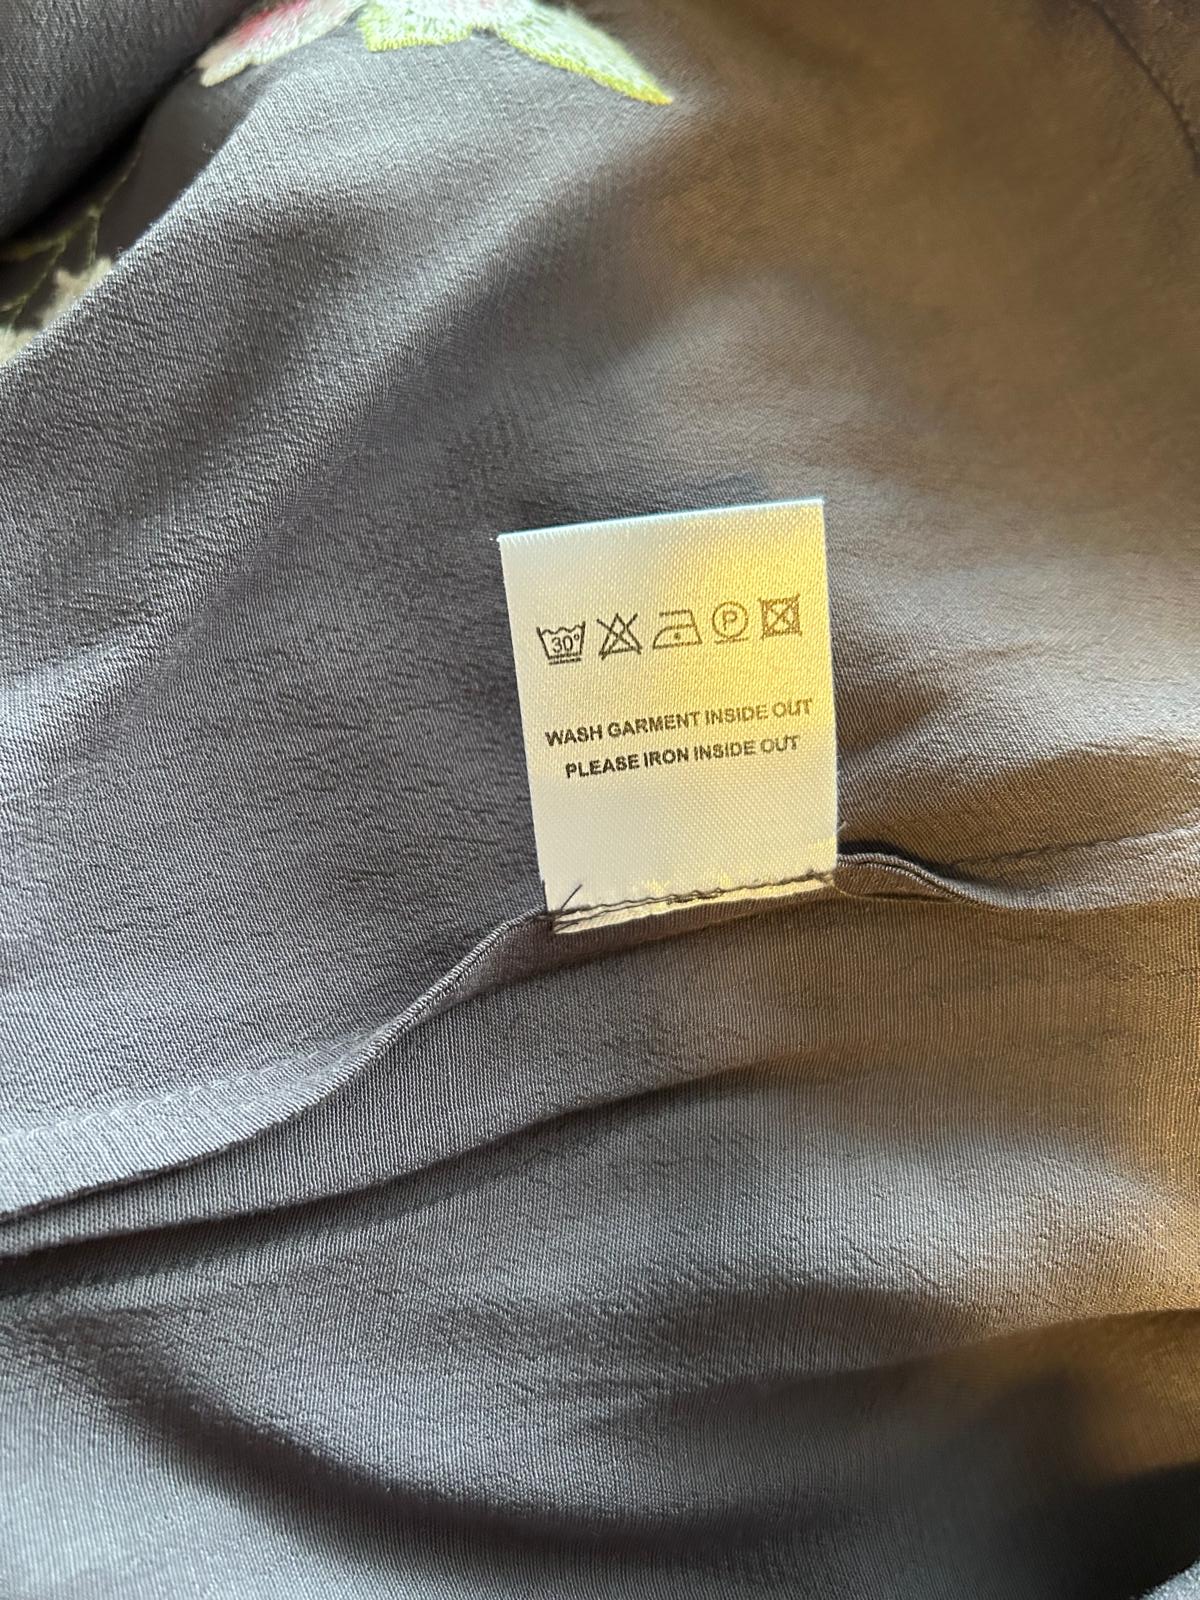 30° P
WASH GARMENT INSIDE OUT
PLEASE IRON INSIDE OUT